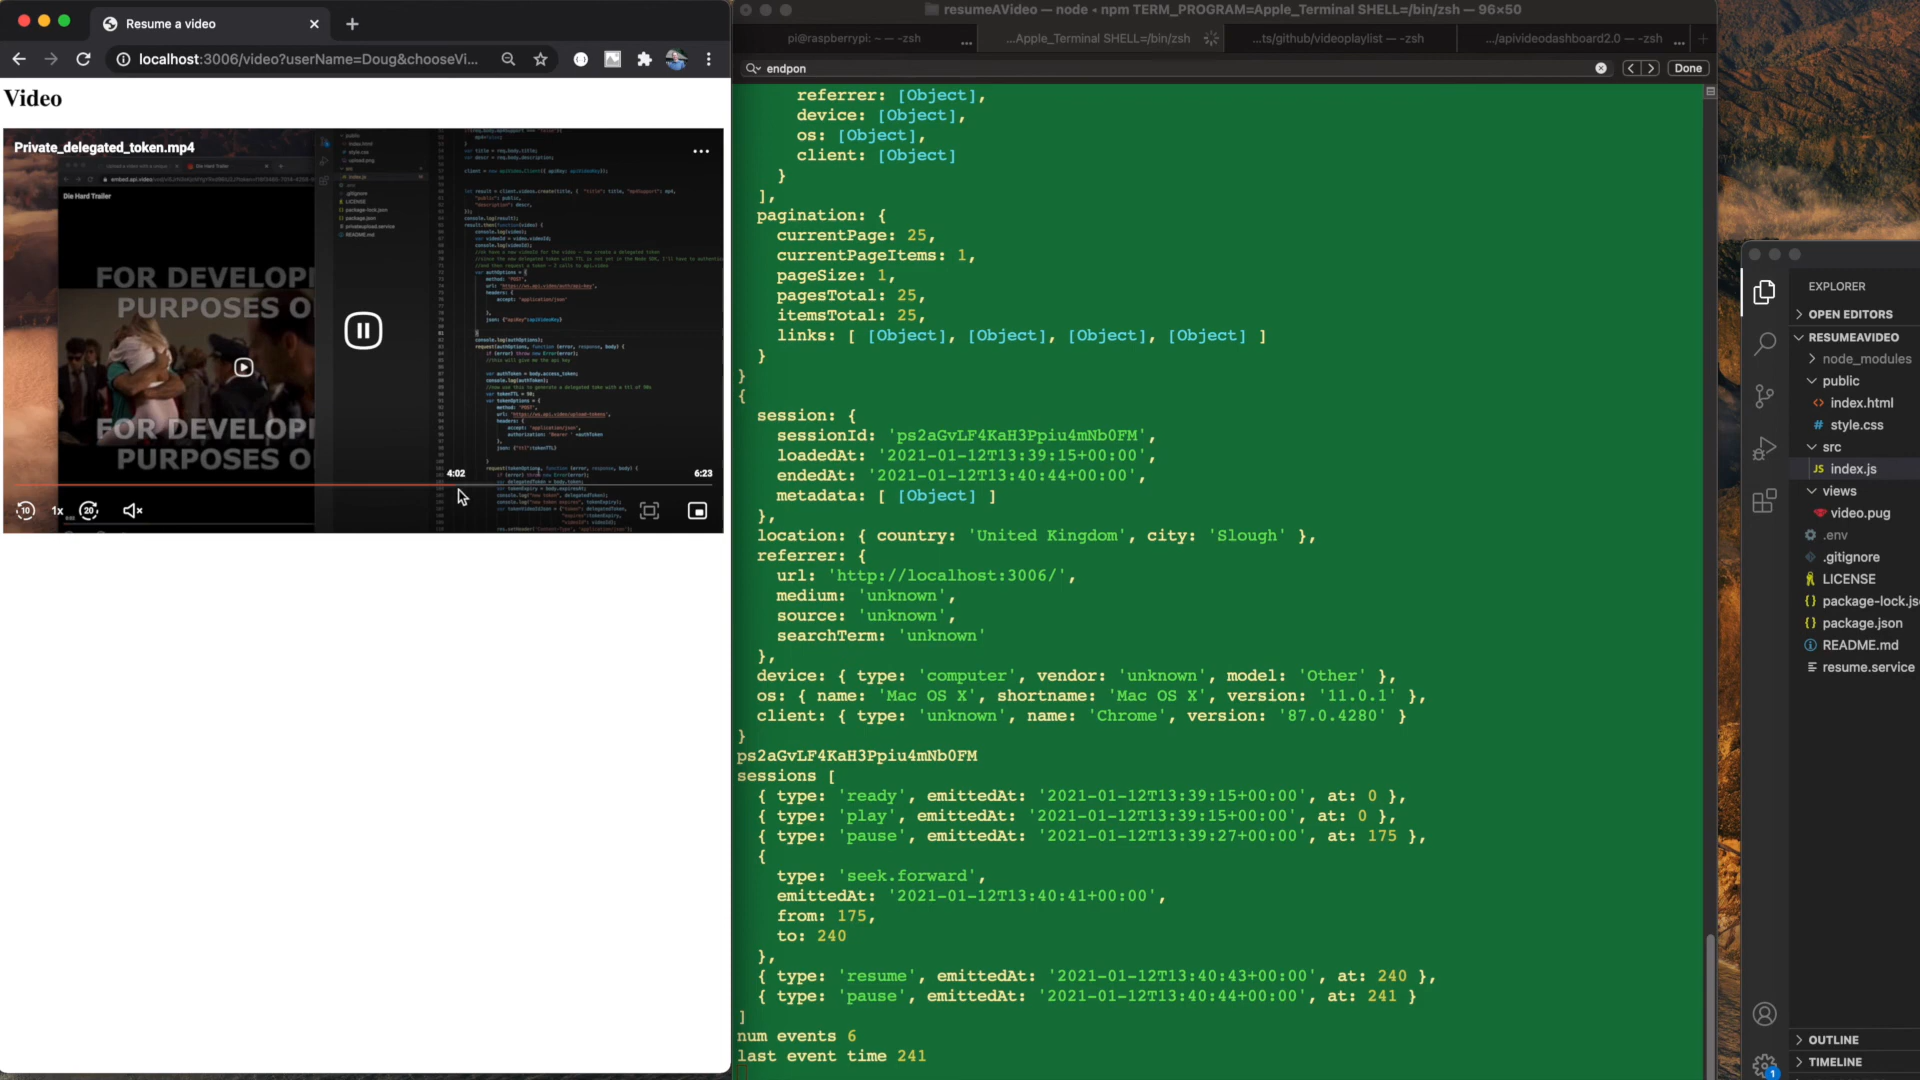 Resume a video
localhost:3006/video?userName=Doug&chooseVi...
Video
Private_delegated_token.mp4
Die Hard Trailer
FOR DEVELOPI
PURPOSES O
FOR DEVELOPI
PURPOSES O
4:02
6:23
10
1x
20
resumeAVideo — node ◂ npm TERM_PROGRAM=Apple_Terminal SHELL=/bin/zsh — 96×50
pi@raspberrypi: ~ — -zsh
...Apple_Terminal SHELL=/bin/zsh
...ts/github/videoplaylist — -zsh
.../apivideodashboard2.0 — -zsh
endpon
Done
referrer: [Object],
device: [Object],
os: [Object],
client: [Object]
}
],
pagination: {
currentPage: 25,
currentPageItems: 1,
pageSize: 1,
pagesTotal: 25,
itemsTotal: 25,
links: [ [Object], [Object], [Object], [Object] ]
}
}
{
session: {
sessionId: 'ps2aGvLF4KaH3Ppiu4mNb0FM',
loadedAt: '2021-01-12T13:39:15+00:00',
endedAt: '2021-01-12T13:40:44+00:00',
metadata: [ [Object] ]
},
location: { country: 'United Kingdom', city: 'Slough' },
referrer: {
url: 'http://localhost:3006/',
medium: 'unknown',
source: 'unknown',
searchTerm: 'unknown'
},
device: { type: 'computer', vendor: 'unknown', model: 'Other' },
os: { name: 'Mac OS X', shortname: 'Mac OS X', version: '11.0.1' },
client: { type: 'unknown', name: 'Chrome', version: '87.0.4280' }
}
ps2aGvLF4KaH3Ppiu4mNb0FM
sessions [
{ type: 'ready', emittedAt: '2021-01-12T13:39:15+00:00', at: 0 },
{ type: 'play', emittedAt: '2021-01-12T13:39:15+00:00', at: 0 },
{ type: 'pause', emittedAt: '2021-01-12T13:39:27+00:00', at: 175 },
{
type: 'seek.forward',
emittedAt: '2021-01-12T13:40:41+00:00',
from: 175,
to: 240
},
{ type: 'resume', emittedAt: '2021-01-12T13:40:43+00:00', at: 240 },
{ type: 'pause', emittedAt: '2021-01-12T13:40:44+00:00', at: 241 }
]
num events 6
last event time 241
EXPLORER
OPEN EDITORS
RESUMEAVIDEO
node_modules
public
index.html
style.css
src
JS index.js
views
video.pug
.env
.gitignore
LICENSE
package-lock.js
package.json
README.md
resume.service
OUTLINE
TIMELINE
1